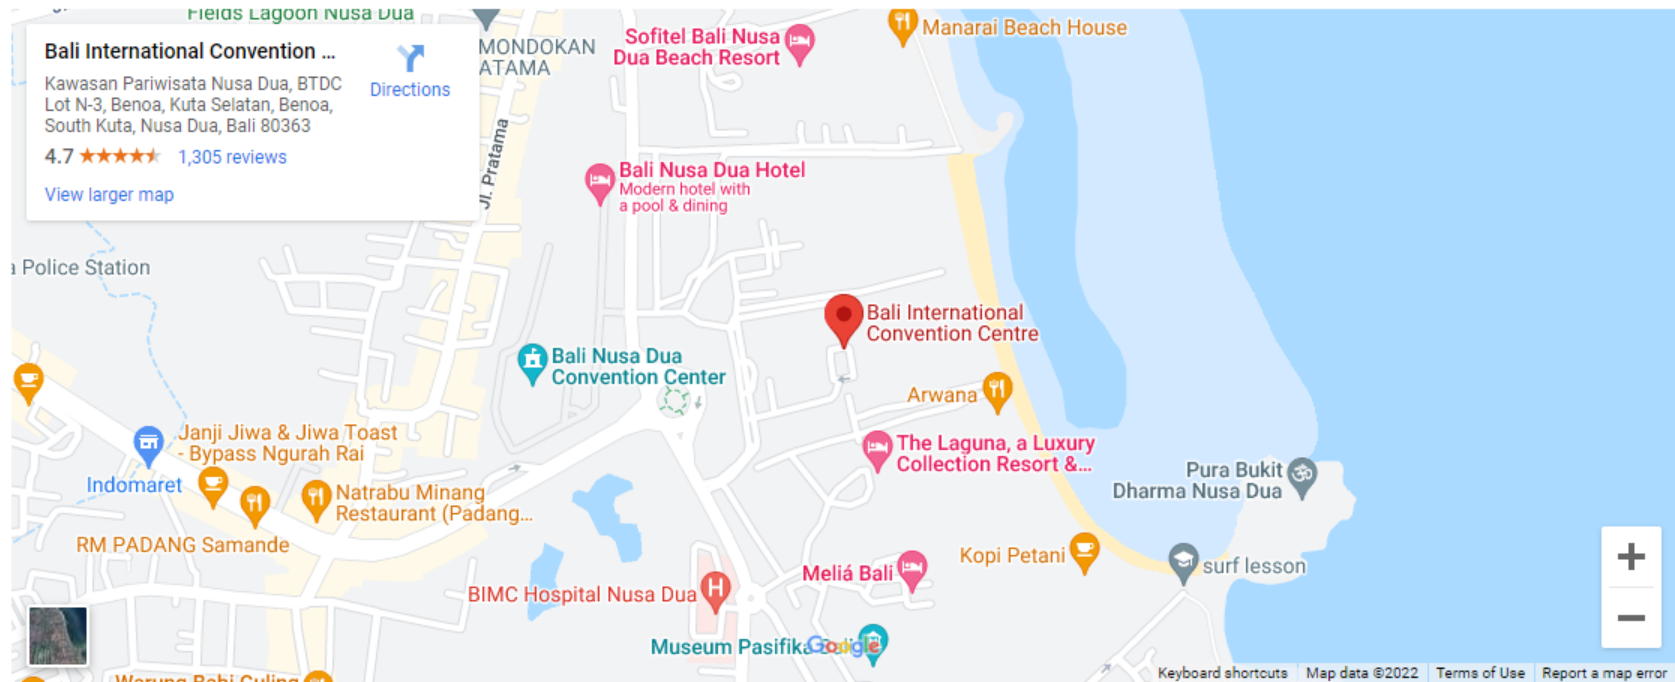 Fields Lagoon Nusa Dua
Bali International Convention ...
Kawasan Pariwisata Nusa Dua, BTDC
Lot N-3, Benoa, Kuta Selatan, Benoa,
South Kuta, Nusa Dua, Bali 80363
4.7
1,305 reviews
View larger map
Directions
MONDOKAN
ATAMA
Jl. Pratama
Sofitel Bali Nusa
Dua Beach Resort
Manarai Beach House
Bali Nusa Dua Hotel
Modern hotel with
a pool & dining
a Police Station
Bali International
Convention Centre
Bali Nusa Dua
Convention Center
Arwana
Janji Jiwa & Jiwa Toast
- Bypass Ngurah Rai
The Laguna, a Luxury
Collection Resort &...
Indomaret
Pura Bukit
Dharma Nusa Dua
Natrabu Minang
Restaurant (Padang...
RM PADANG Samande
Kopi Petani
surf lesson
Meliá Bali
BIMC Hospital Nusa Dua
H
Museum Pasifika
Google
Warung Babi Guling
Keyboard shortcuts
Map data ©2022
Terms of Use
Report a map error